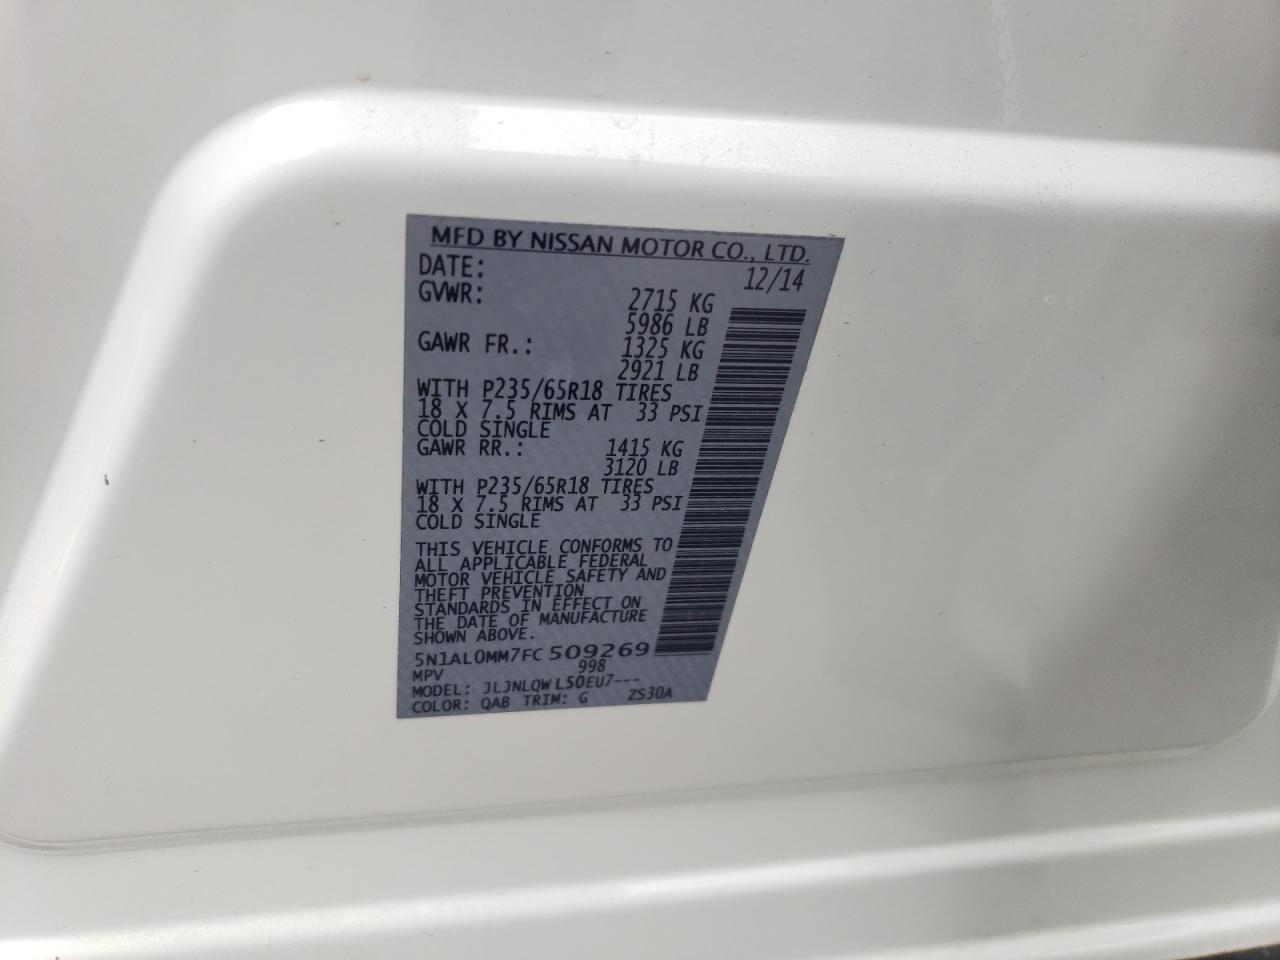 MFD BY NISSAN MOTOR CO., LTD.
DATE: 12/14
GVWR: 2715 KG
5986 LB
GAWR FR.: 1325 KG
2921 LB
WITH P235/65R18 TIRES
18 X 7.5 RIMS AT 33 PSI
COLD SINGLE
GAWR RR.: 1415 KG
3120 LB
WITH P235/65R18 TIRES
18 X 7.5 RIMS AT 33 PSI
COLD SINGLE
THIS VEHICLE CONFORMS TO
ALL APPLICABLE FEDERAL
MOTOR VEHICLE SAFETY AND
THEFT PREVENTION
STANDARDS IN EFFECT ON
THE DATE OF MANUFACTURE
SHOWN ABOVE.
5N1AL0MM7FC509269
MPV 998
MODEL: JLJNLQWL50EU7---
COLOR: QAB TRIM: G ZS30A